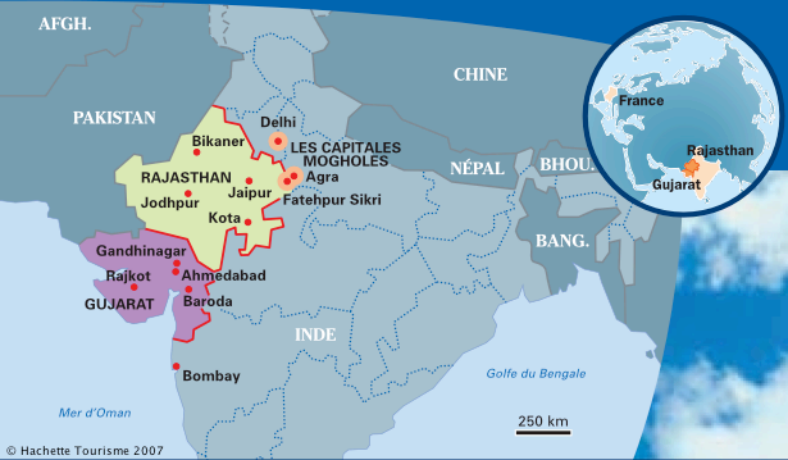 AFGH.
CHINE
PAKISTAN
France
Delhi
Bikaner
LES CAPITALES
MOGHOLES
Rajasthan
NÉPAL
BHOU.
RAJASTHAN
Agra
Gujarat
Jaipur
Jodhpur
Fatehpur Sikri
Kota
BANG.
Gandhinagar
Rajkot
Ahmedabad
GUJARAT
Baroda
INDE
Bombay
Golfe du Bengale
Mer d'Oman
250 km
© Hachette Tourisme 2007